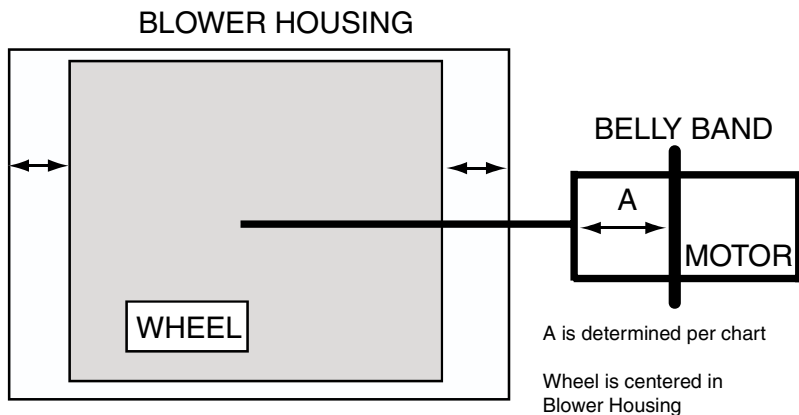 BLOWER HOUSING
BELLY BAND
A
MOTOR
WHEEL
A is determined per chart
Wheel is centered in
Blower Housing